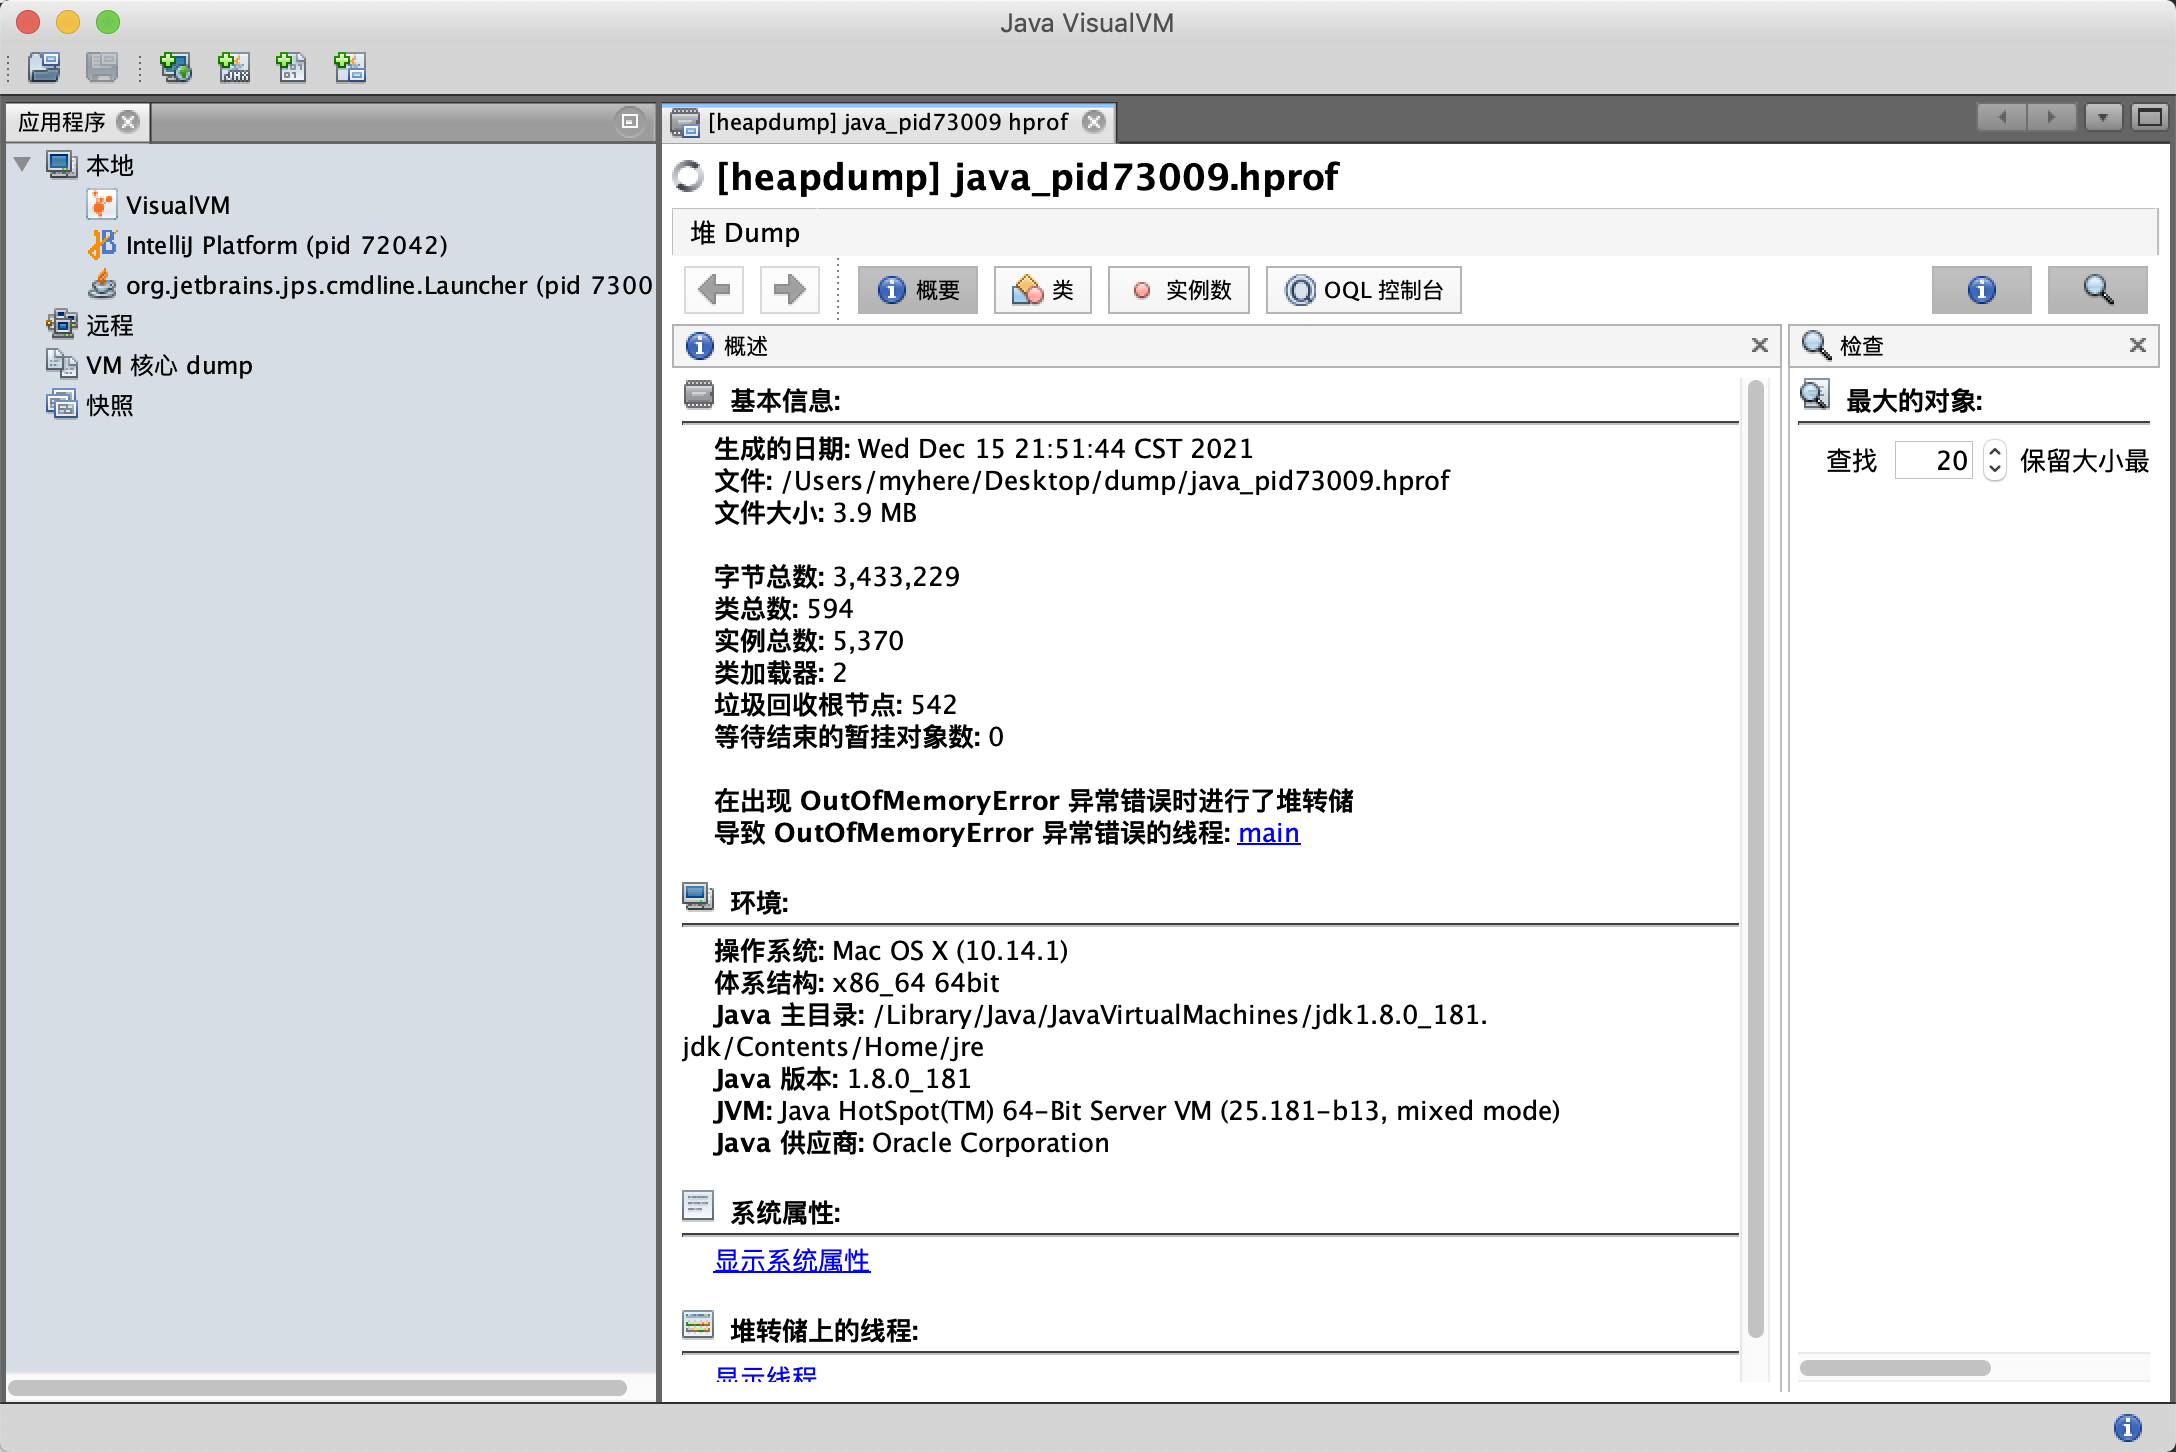 Java VisualVM
应用程序
本地
VisualVM
IntelliJ Platform (pid 72042)
org.jetbrains.jps.cmdline.Launcher (pid 7300
远程
VM 核心 dump
快照
[heapdump] java_pid73009 hprof
[heapdump] java_pid73009.hprof
堆 Dump
概要
类
实例数
OQL 控制台
概述
基本信息:
生成的日期: Wed Dec 15 21:51:44 CST 2021
文件: /Users/myhere/Desktop/dump/java_pid73009.hprof
文件大小: 3.9 MB
字节总数: 3,433,229
类总数: 594
实例总数: 5,370
类加载器: 2
垃圾回收根节点: 542
等待结束的暂挂对象数: 0
在出现 OutOfMemoryError 异常错误时进行了堆转储
导致 OutOfMemoryError 异常错误的线程: main
环境:
操作系统: Mac OS X (10.14.1)
体系结构: x86_64 64bit
Java 主目录: /Library/Java/JavaVirtualMachines/jdk1.8.0_181.
jdk/Contents/Home/jre
Java 版本: 1.8.0_181
JVM: Java HotSpot(TM) 64-Bit Server VM (25.181-b13, mixed mode)
Java 供应商: Oracle Corporation
系统属性:
显示系统属性
堆转储上的线程:
显示线程
检查
最大的对象:
查找 20 保留大小最